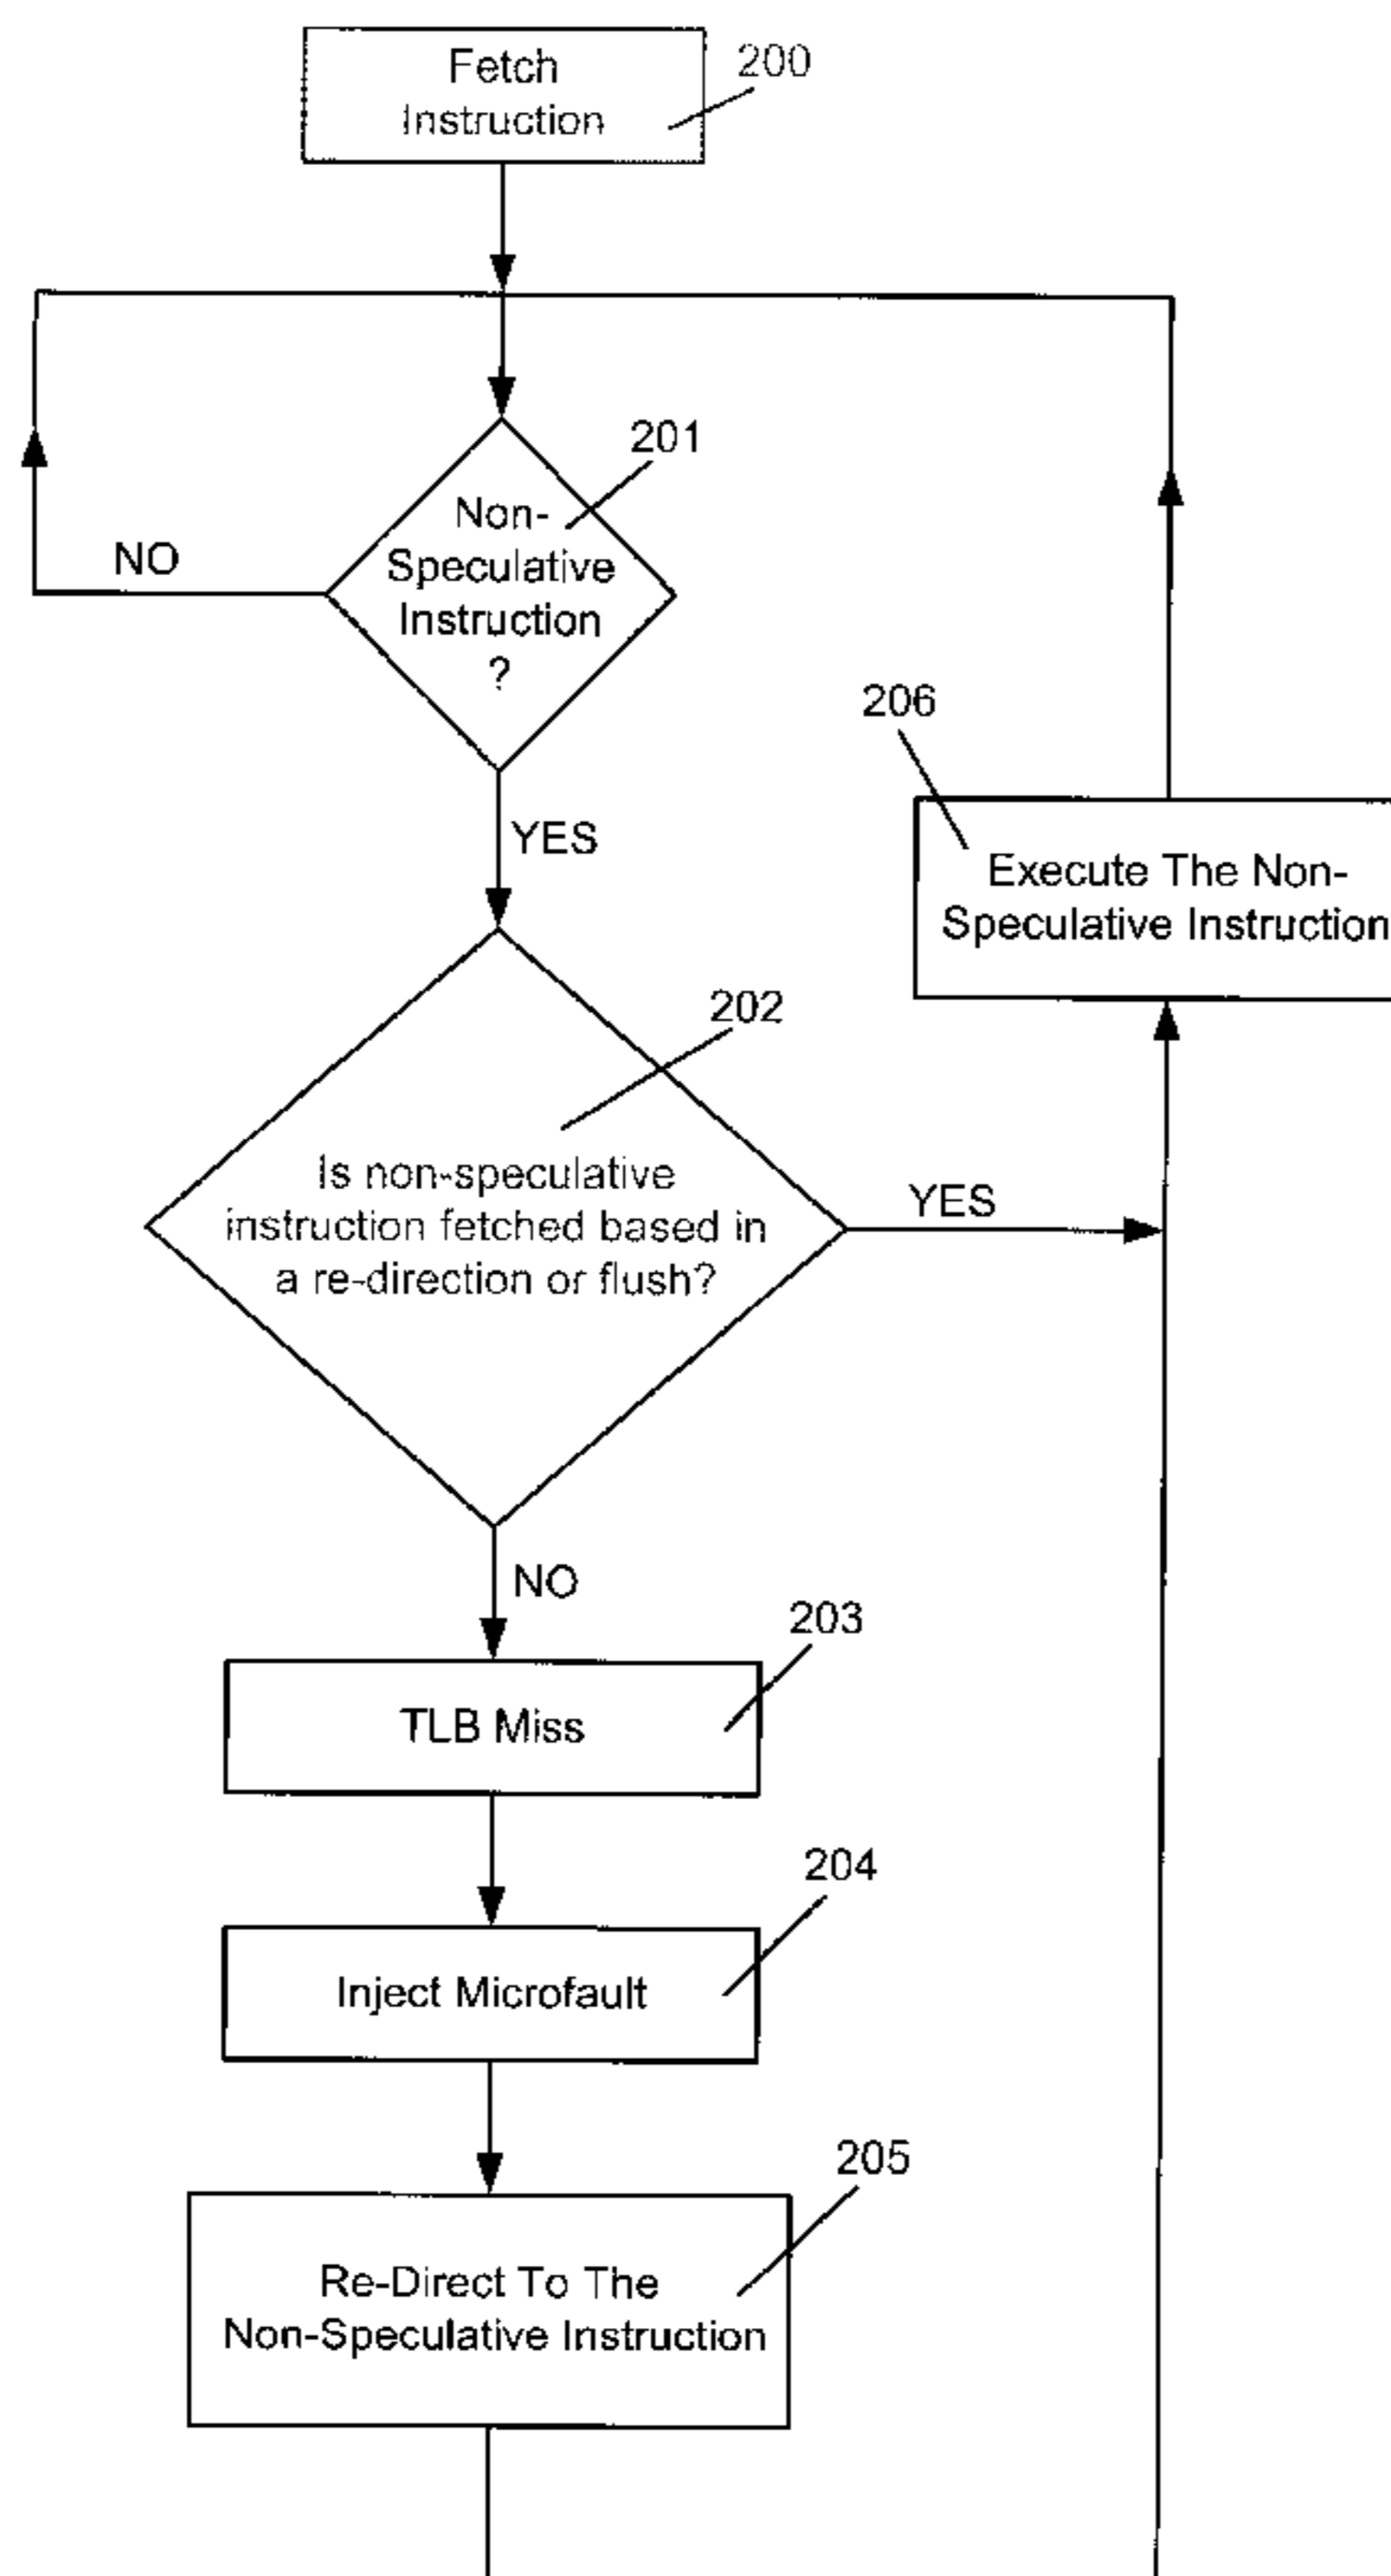 Fetch
Instruction
200
201
Non-
Speculative
Instruction
?
NO
YES
206
Execute The Non-
Speculative Instruction
202
Is non-speculative
instruction fetched based in
a re-direction or flush?
YES
NO
203
TLB Miss
204
Inject Microfault
205
Re-Direct To The
Non-Speculative Instruction